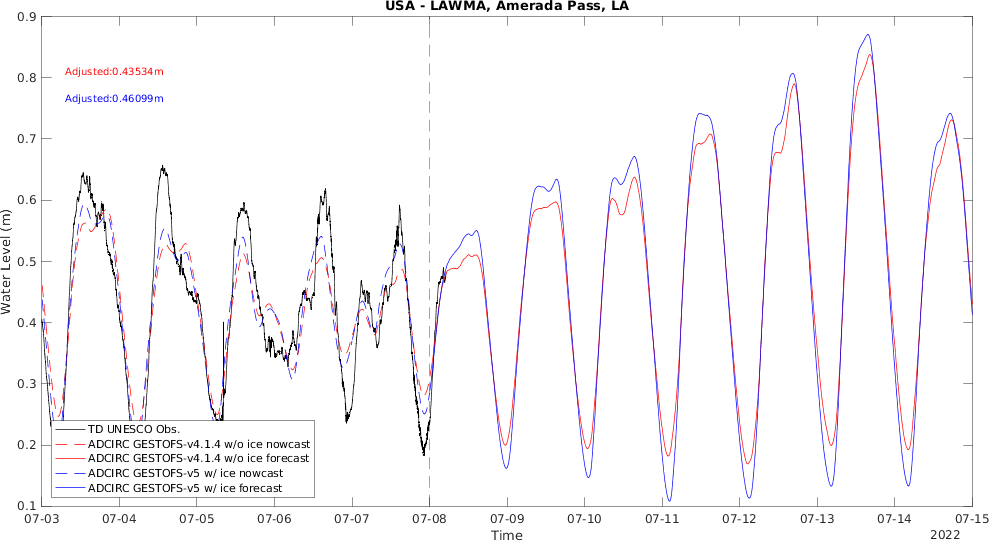 USA - LAWMA, Amerada Pass, LA
0.9
0.8
0.7
0.6
0.5
0.4
0.3
0.2
0.1
Water Level (m)
Adjusted:0.43534m
Adjusted:0.46099m
TD UNESCO Obs.
ADCIRC GESTOFS-v4.1.4 w/o ice nowcast
ADCIRC GESTOFS-v4.1.4 w/o ice forecast
ADCIRC GESTOFS-v5 w/ ice nowcast
ADCIRC GESTOFS-v5 w/ ice forecast
07-03 07-04 07-05 07-06 07-07 07-08 07-09 07-10 07-11 07-12 07-13 07-14 07-15
Time
2022